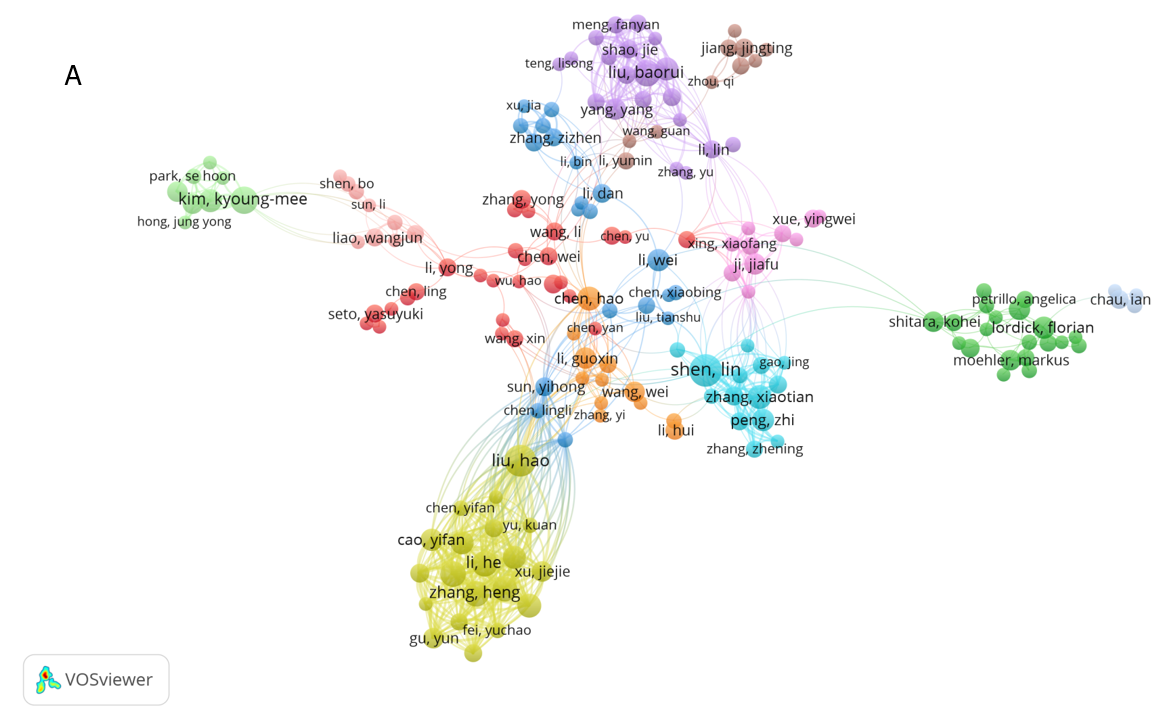 A
meng, fanyan
shao, jie
teng, lisong
liu, baorui
yang, yang
jiang, jingting
zhou, qi
xu, jia
zhang, zizhen
wang, guan
li, bin
li, yumin
li, lin
zhang, yu
park, se hoon
kim, kyoung-mee
hong, jung yong
shen, bo
sun, li
liao, wangjun
zhang, yong
li, dan
wang, li
chen, yu
xue, yingwei
xing, xiaofang
ji, jiafu
chen, wei
li, wei
li, yong
wu, hao
chen, ling
seto, yasuyuki
chen, hao
chen, xiaobing
liu, tianshu
chen, yan
wang, xin
petrillo, angelica
chau, ian
shitara, kohei
lordick, florian
moehler, markus
li, guoxin
shen, lin
gao, jing
sun, yihong
wang, wei
zhang, xiaotian
chen, lingli
zhang, yi
peng, zhi
li, hui
zhang, zhening
liu, hao
chen, yifan
yu, kuan
cao, yifan
li, he
xu, jiejie
zhang, heng
fei, yuchao
gu, yun
VOSviewer